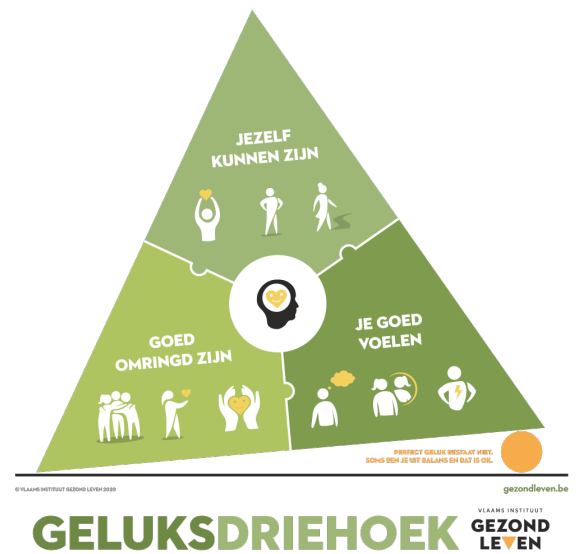 JEZELF
KUNNEN ZIJN
GOED
OMRINGD ZIJN
JE GOED
VOELEN
PERFECT GELUK BESTAAT NIET.
SOMS BEN JE UIT BALANS EN DAT IS OK.
© VLAAMS INSTITUUT GEZOND LEVEN 2020
gezondleven.be
GELUKSDRIEHOEK
VLAAMS INSTITUUT
GEZOND
LEVEN